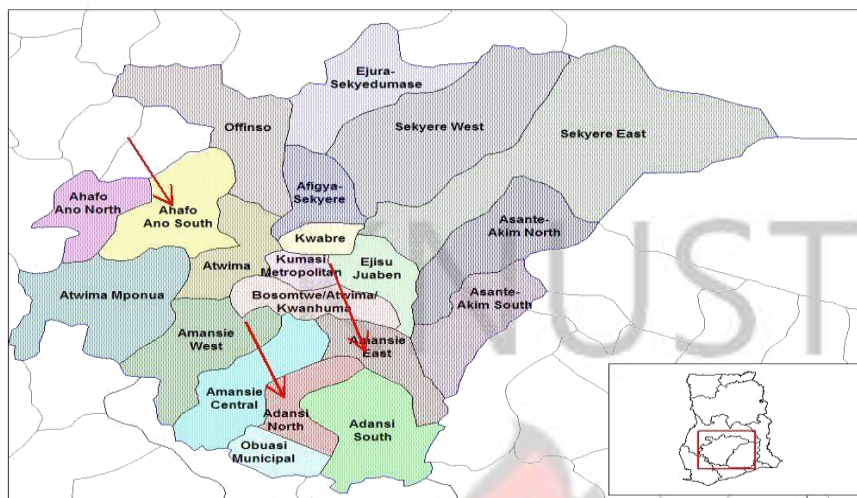 Ejura-
Sekyedumase
Offinso
Sekyere West
Sekyere East
Afigya-
Sekyere
Ahafo
Ano North
Ahafo
Ano South
Asante-
Akim North
Kwabre
Atwima
Kumasi
Metropolitan
Ejisu
Juaben
Atwima Mponua
Bosomtwe/Atwima/
Kwanhuma
Asante-
Akim South
Amansie
West
Amansie
East
Amansie
Central
Adansi
North
Adansi
South
Obuasi
Municipal
KNUST